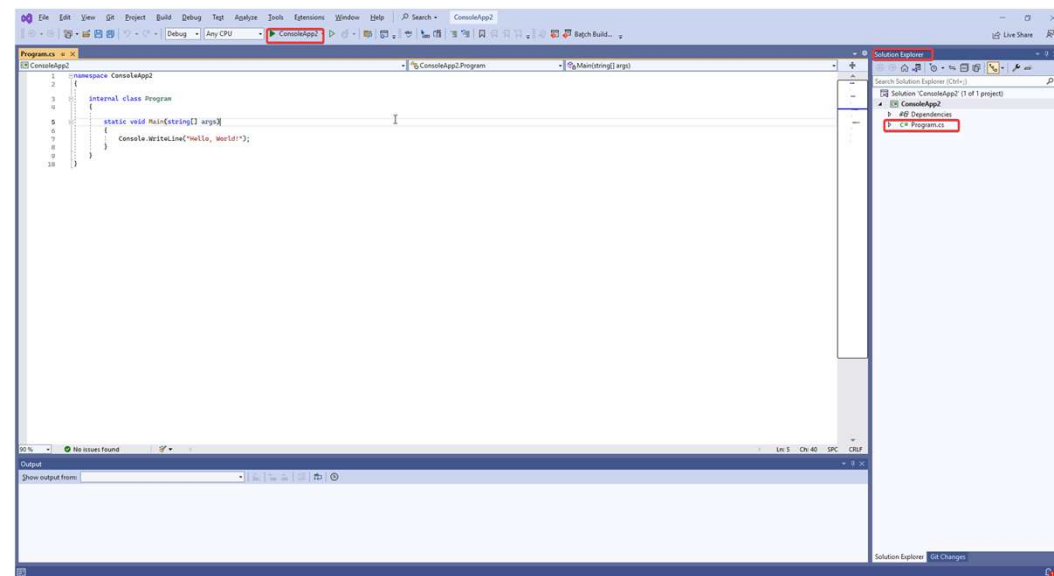 File Edit View Git Project Build Debug Test Analyze Tools Extensions Window Help Search ConsoleApp2
Debug Any CPU ConsoleApp2 Batch Build... Live Share
Program.cs
ConsoleApp2 ConsoleApp2.Program Main(string[] args)
1 namespace ConsoleApp2
2 {
3 internal class Program
4 {
5 static void Main(string[] args)
6 {
7 Console.WriteLine("Hello, World!");
8 }
9 }
10 }
90 % No issues found Ln: 5 Ch: 40 SPC CRLF
Output
Show output from:
Solution Explorer
Search Solution Explorer (Ctrl+;)
Solution 'ConsoleApp2' (1 of 1 project)
ConsoleApp2
Dependencies
C# Program.cs
Solution Explorer Git Changes